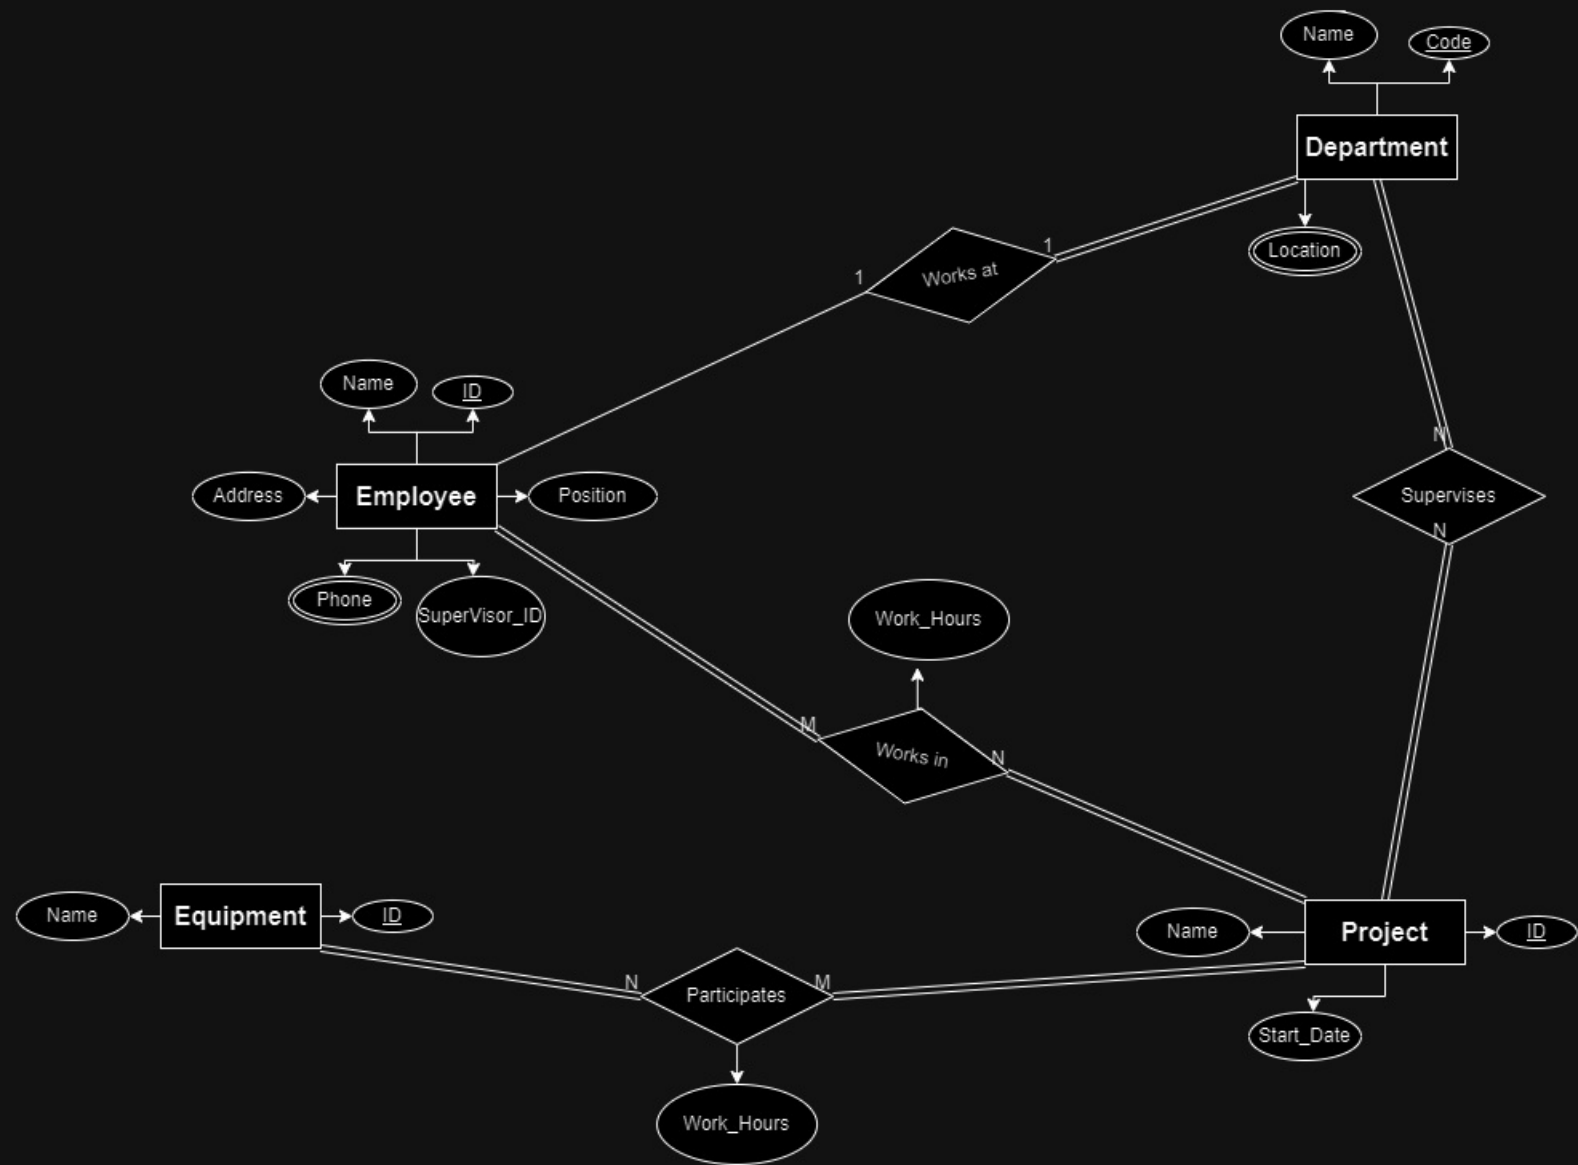 Name
Code
Department
Location
1
Works at
1
Name
ID
Address
Employee
Position
Phone
SuperVisor_ID
N
Supervises
N
Work_Hours
M
Works in
N
Name
Equipment
ID
Name
Project
ID
N
Participates
M
Start_Date
Work_Hours